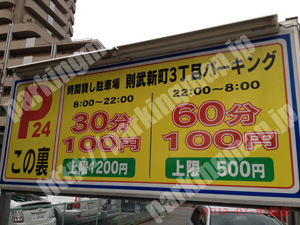 時間貸し駐車場 則武新町3丁目パーキング
P
24
この裏
8:00～22:00
30分
100円
上限1200円
22:00～8:00
60分
100円
上限 500円